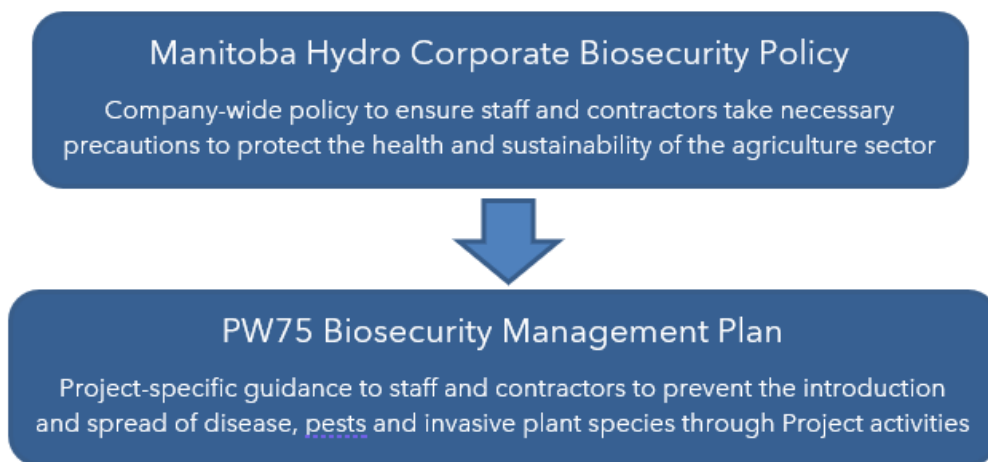 Manitoba Hydro Corporate Biosecurity Policy
Company-wide policy to ensure staff and contractors take necessary
precautions to protect the health and sustainability of the agriculture sector
PW75 Biosecurity Management Plan
Project-specific guidance to staff and contractors to prevent the introduction
and spread of disease, pests and invasive plant species through Project activities